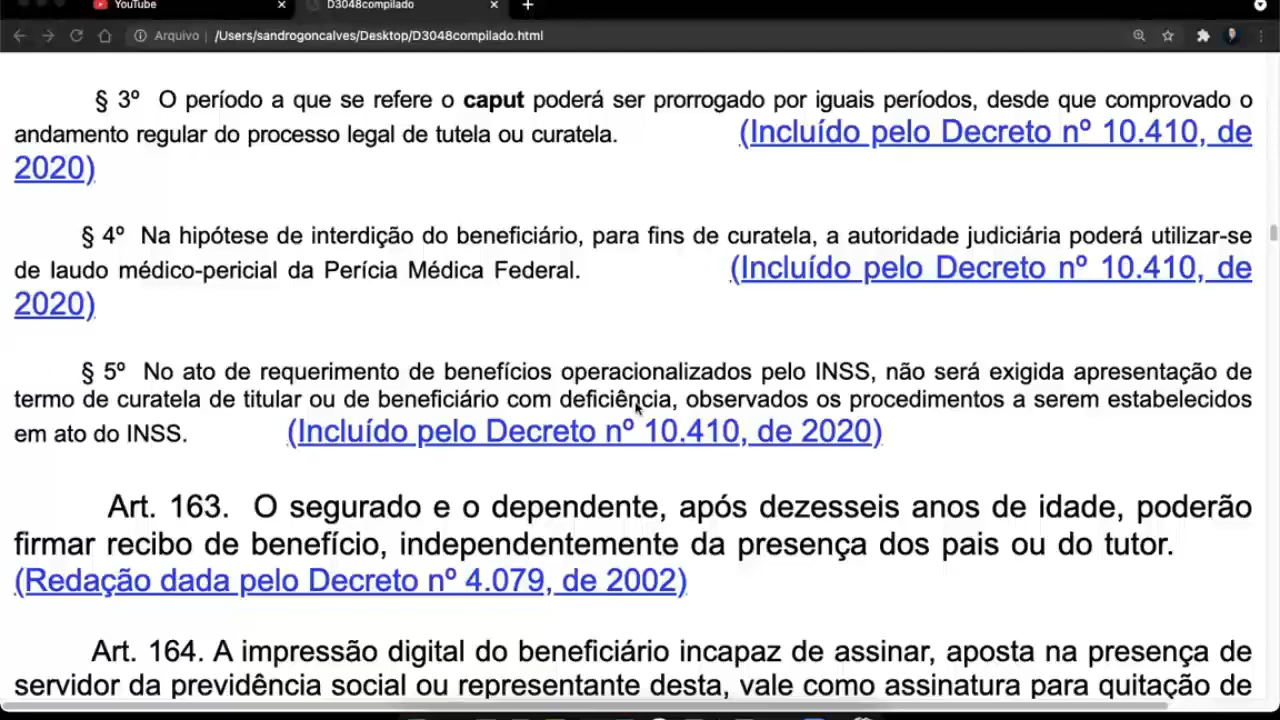 YouTube
D3048compilado
Arquivo | /Users/sandrogoncalves/Desktop/D3048compilado.html
§ 3º O período a que se refere o caput poderá ser prorrogado por iguais períodos, desde que comprovado o
andamento regular do processo legal de tutela ou curatela. (Incluído pelo Decreto nº 10.410, de
2020)
§ 4º Na hipótese de interdição do beneficiário, para fins de curatela, a autoridade judiciária poderá utilizar-se
de laudo médico-pericial da Perícia Médica Federal. (Incluído pelo Decreto nº 10.410, de
2020)
§ 5º No ato de requerimento de benefícios operacionalizados pelo INSS, não será exigida apresentação de
termo de curatela de titular ou de beneficiário com deficiência, observados os procedimentos a serem estabelecidos
em ato do INSS. (Incluído pelo Decreto nº 10.410, de 2020)
Art. 163. O segurado e o dependente, após dezesseis anos de idade, poderão
firmar recibo de benefício, independentemente da presença dos pais ou do tutor.
(Redação dada pelo Decreto nº 4.079, de 2002)
Art. 164. A impressão digital do beneficiário incapaz de assinar, aposta na presença de
servidor da previdência social ou representante desta, vale como assinatura para quitação de